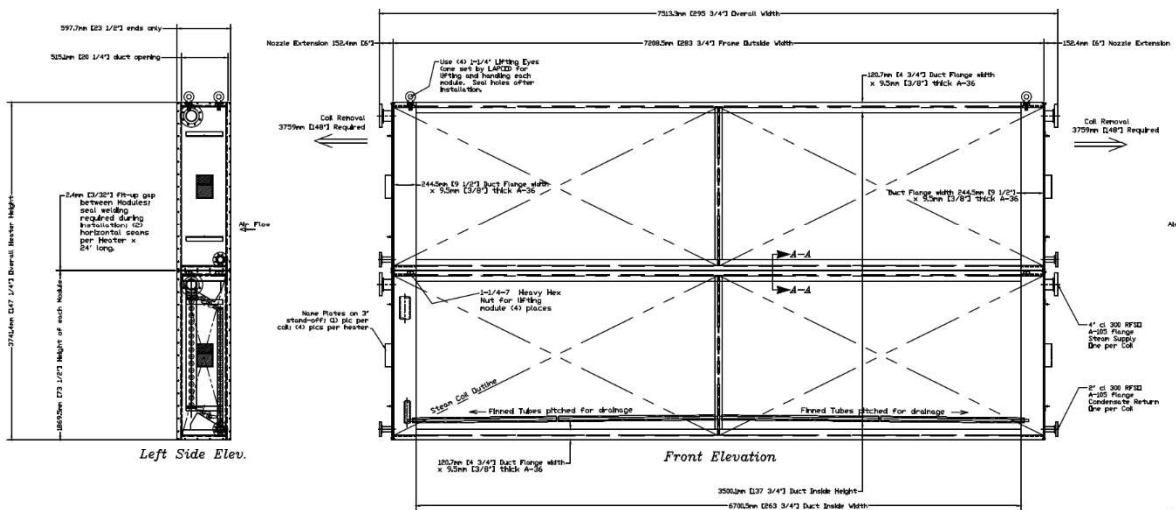 7513.3mm [295 3/4"] Overall Width
597.7mm [23 1/2"] ends only
Nozzle Extension 152.4mm [6"]
7208.5mm [283 3/4"] Frame Outside Width
152.4mm [6"] Nozzle Extension
515.1mm [20 1/4"] duct opening
Use (4) 1-1/4" Lifting Eyes
(one set by LAPCO) for
lifting and handling each
module. Seal holes after
installation.
120.7mm [4 3/4"] Duct Flange width
x 9.5mm [3/8"] thick A-36
Coil Removal
3759mm [148"] Required
Coil Removal
3759mm [148"] Required
244.5mm [9 1/2"] Duct Flange width
x 9.5mm [3/8"] thick A-36
Duct Flange width 244.5mm [9 1/2"]
x 9.5mm [3/8"] thick A-36
2.4mm [3/32"] fit-up gap
between Modules;
seal welding
required during
installation; (2)
horizontal seams
per Heater x
24' long.
Air Flow
3741.4mm [147 1/4"] Overall Heater Height
1869.5mm [73 1/2"] Height of each Module
A-A
A-A
1-1/4-7 Heavy Hex
Nut for lifting
module (4) places
Name Plates on 3"
stand-off; (1) plc per
coil; (4) plcs per heater
4" cl 300 RFSO
A-105 flange
Steam Supply
One per Coil
Steam Coil Outline
Finned Tubes pitched for drainage
Finned Tubes pitched for drainage
2" cl 300 RFSO
A-105 flange
Condensate Return
One per Coil
Left Side Elev.
120.7mm [4 3/4"] Duct Flange width
x 9.5mm [3/8"] thick A-36
Front Elevation
3500.1mm [137 3/4"] Duct Inside Height
6700.5mm [263 3/4"] Duct Inside Width